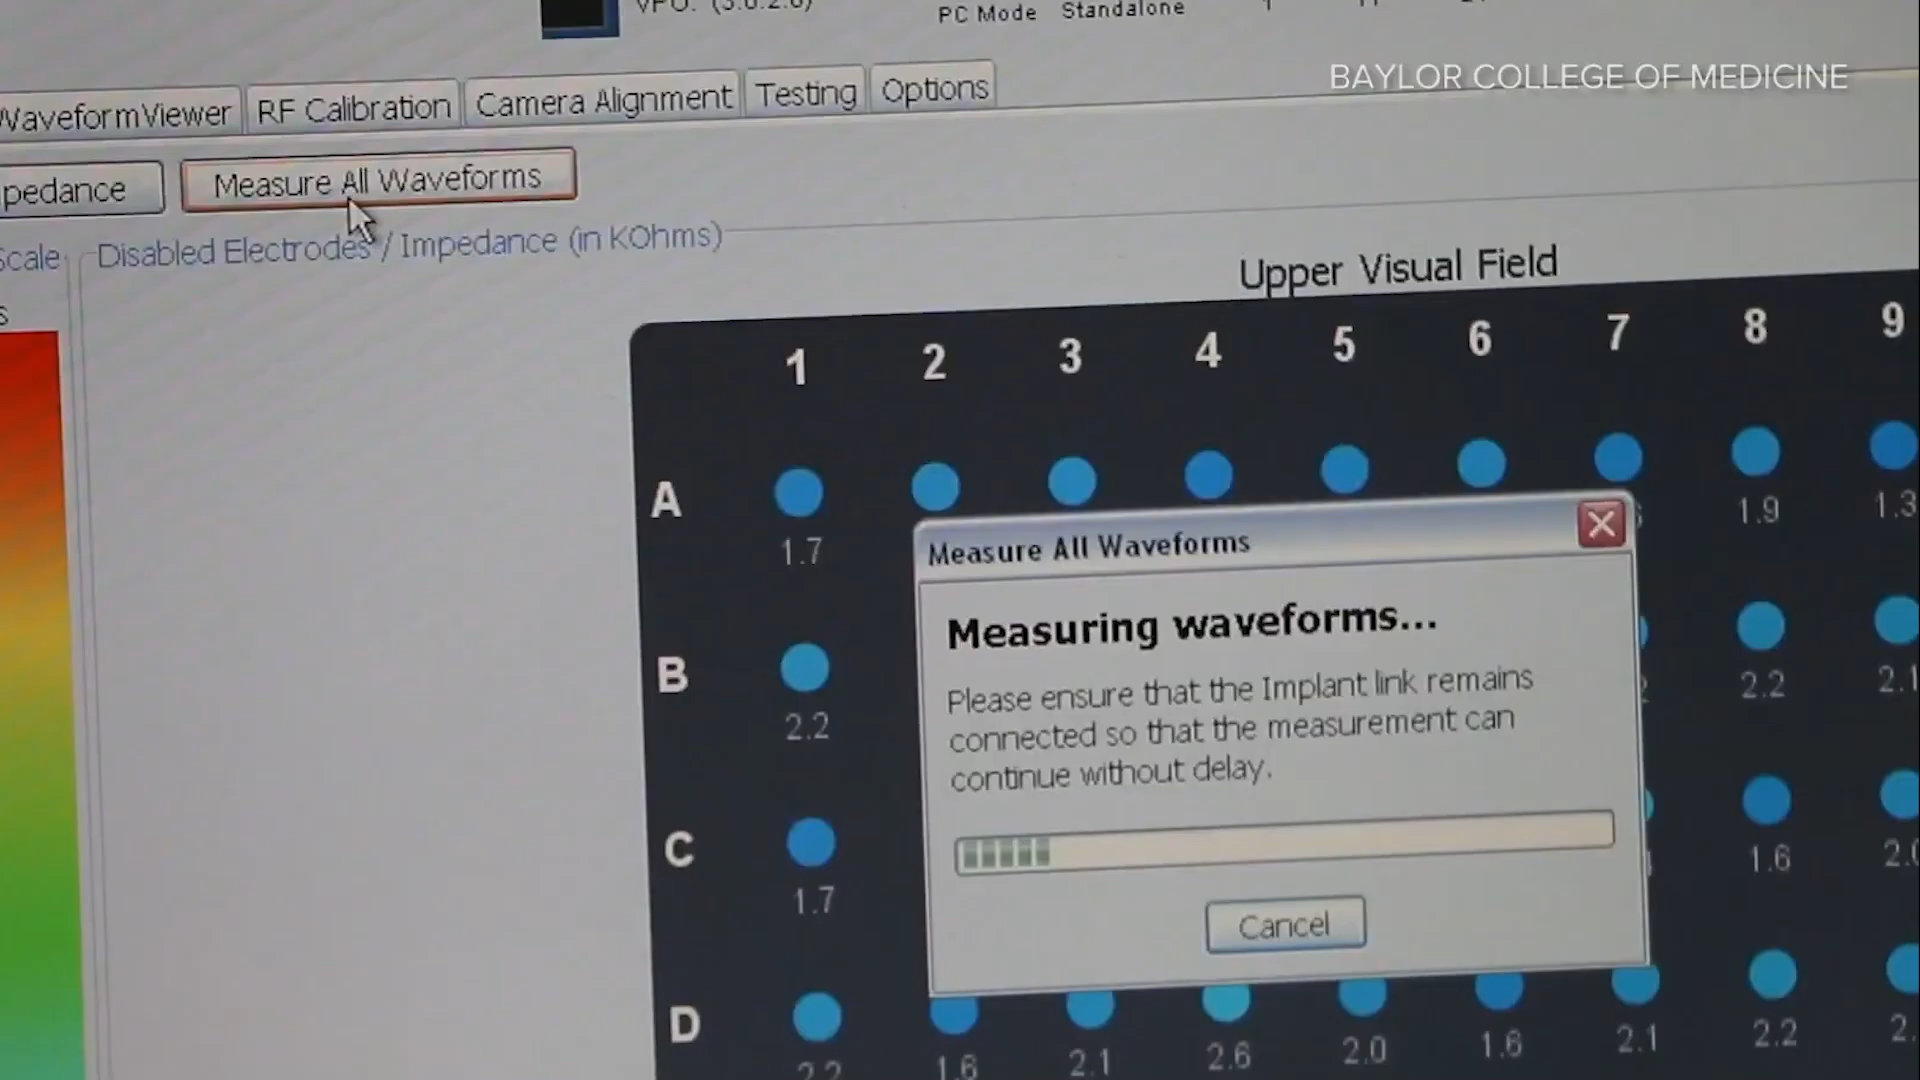 PC Mode Standalone
BAYLOR COLLEGE OF MEDICINE
WaveformViewer RF Calibration Camera Alignment Testing Options
pedance Measure All Waveforms
Scale Disabled Electrodes / Impedance (in KOhms)
Upper Visual Field
1 2 3 4 5 6 7 8 9
A
1.7 1.9 1.3
Measure All Waveforms
Measuring waveforms...
Please ensure that the Implant link remains
connected so that the measurement can
continue without delay.
Cancel
B
2.2 2.2 2.1
C
1.7 1.6
D
2.2 1.6 2.1 2.6 2.0 1.6 2.1 2.2